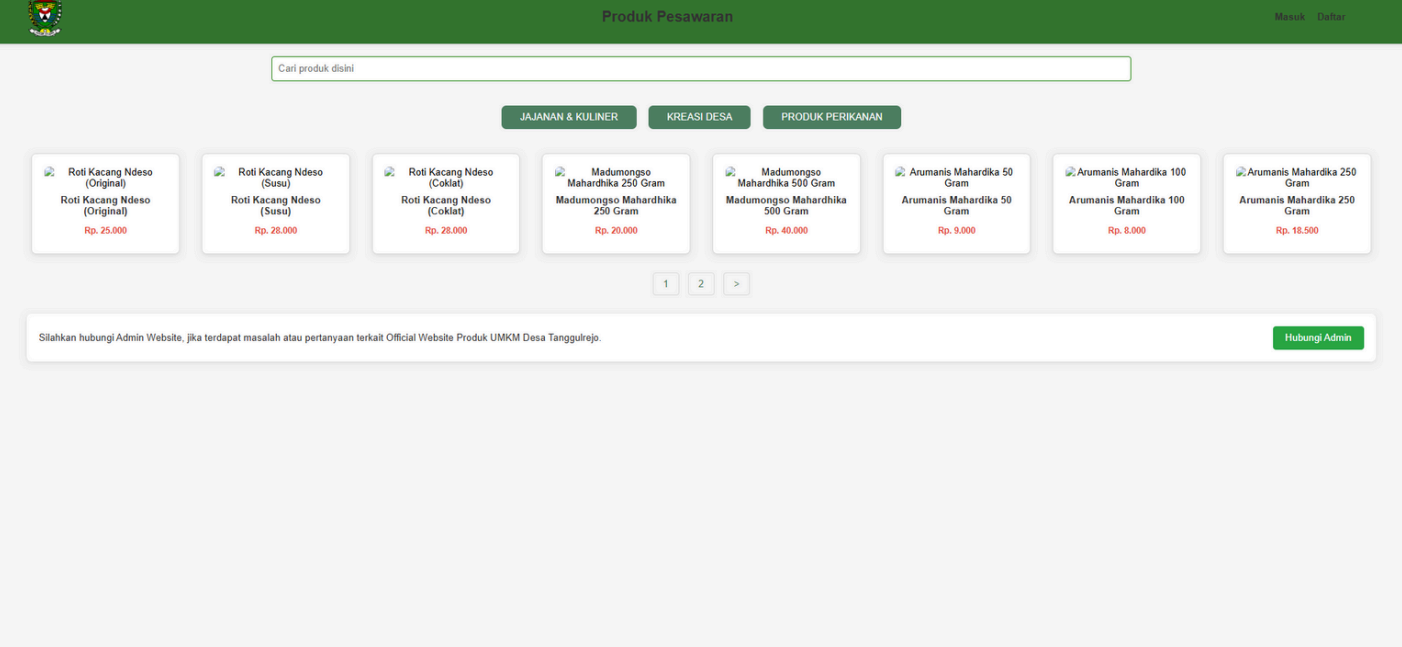 Produk Pesawaran
Masuk Daftar
Cari produk disini
JAJANAN & KULINER
KREASI DESA
PRODUK PERIKANAN
Roti Kacang Ndeso
(Original)
Roti Kacang Ndeso
(Original)
Rp. 25.000
Roti Kacang Ndeso
(Susu)
Roti Kacang Ndeso
(Susu)
Rp. 28.000
Roti Kacang Ndeso
(Coklat)
Roti Kacang Ndeso
(Coklat)
Rp. 28.000
Madumongso
Mahardhika 250 Gram
Madumongso Mahardhika
250 Gram
Rp. 20.000
Madumongso
Mahardhika 500 Gram
Madumongso Mahardhika
500 Gram
Rp. 40.000
Arumanis Mahardika 50
Gram
Arumanis Mahardika 50
Gram
Rp. 9.000
Arumanis Mahardika 100
Gram
Arumanis Mahardika 100
Gram
Rp. 8.000
Arumanis Mahardika 250
Gram
Arumanis Mahardika 250
Gram
Rp. 18.500
1 2 >
Silahkan hubungi Admin Website, jika terdapat masalah atau pertanyaan terkait Official Website Produk UMKM Desa Tanggulrejo.
Hubungi Admin